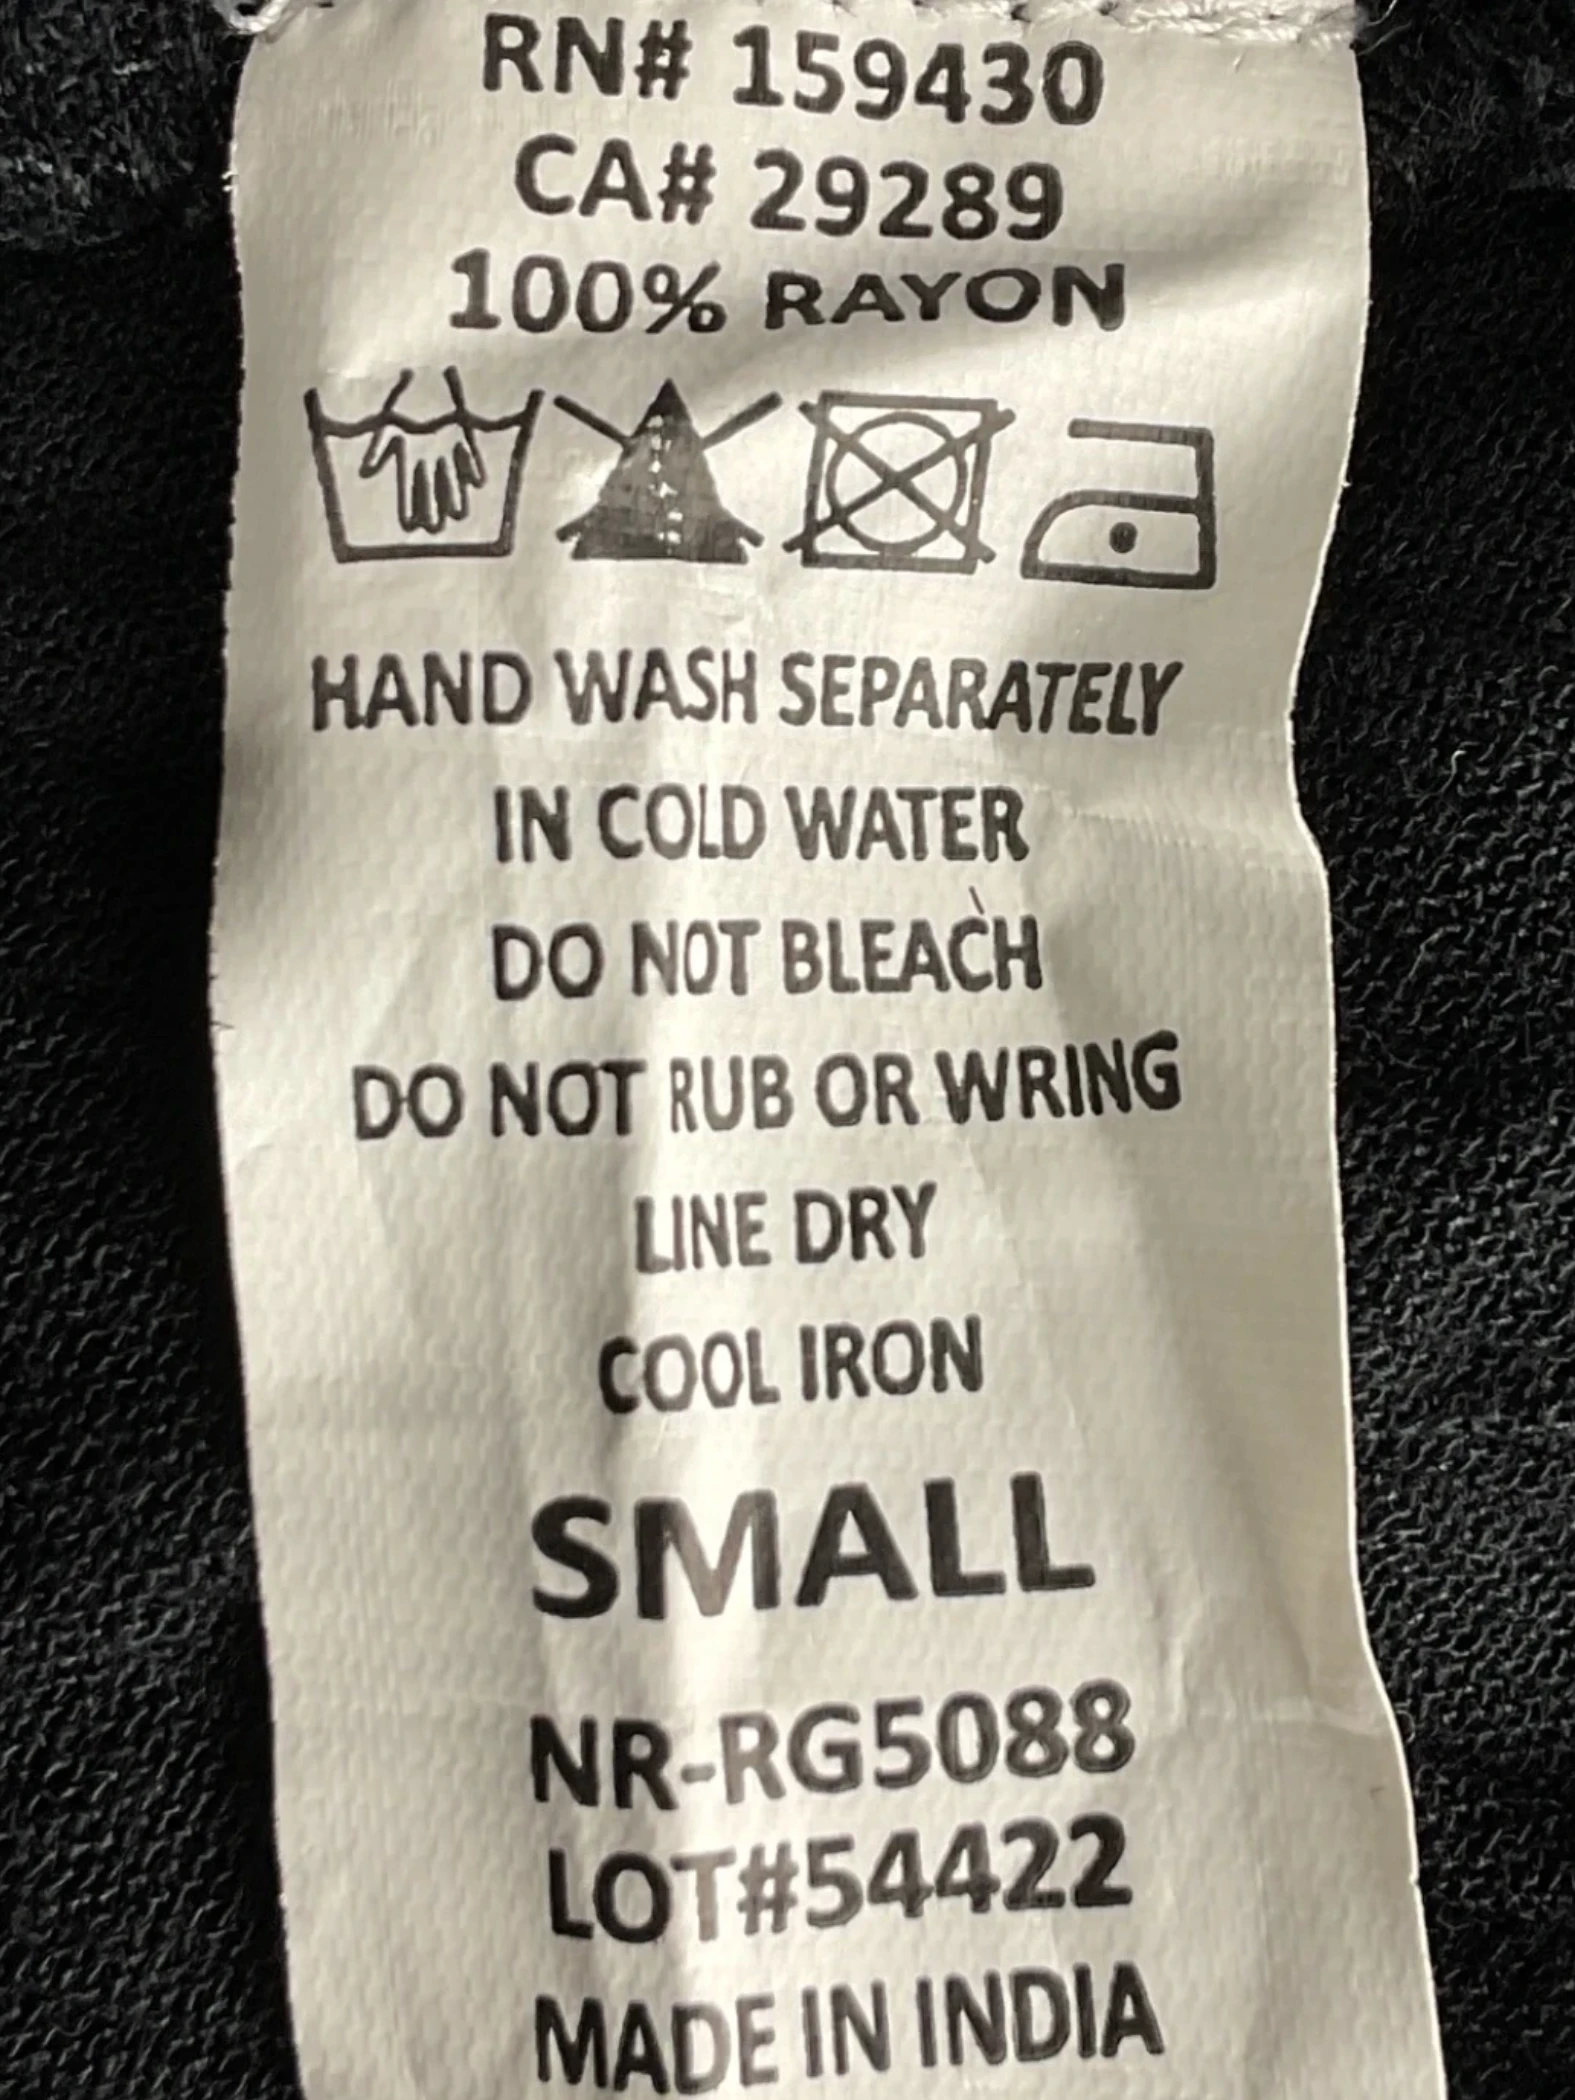 RN# 159430
CA# 29289
100% RAYON
HAND WASH SEPARATELY
IN COLD WATER
DO NOT BLEACH
DO NOT RUB OR WRING
LINE DRY
COOL IRON
SMALL
NR-RG5088
LOT#54422
MADE IN INDIA